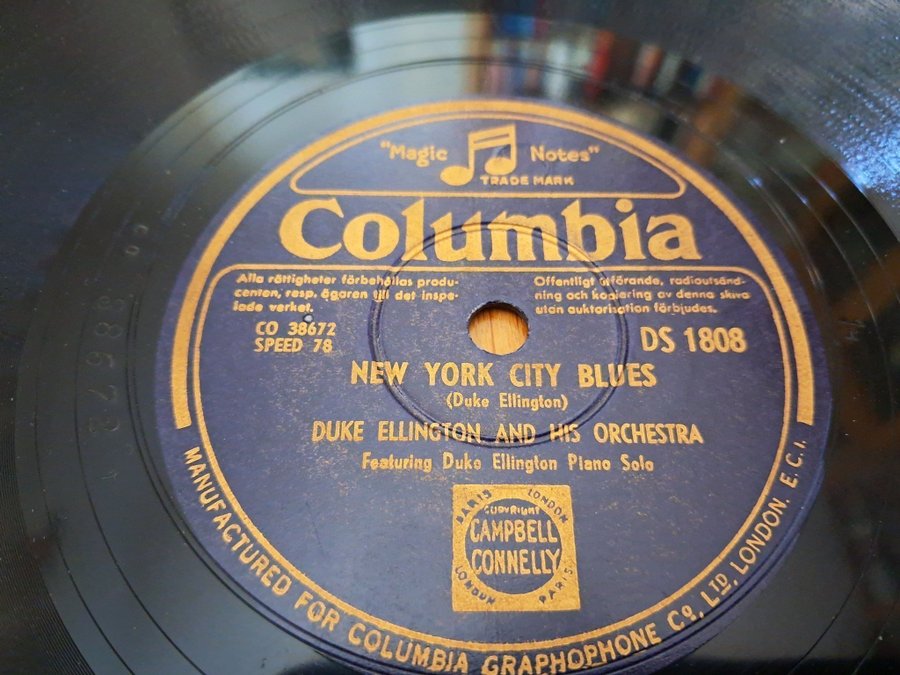 "Magic Notes"
TRADE MARK
Columbia
Alla rättigheter förbehållas produ-
centen, resp. ägaren till det inspe-
lade verket.
Offentligt utförande, radioutsänd-
ning och kopiering av denna skiva
utan auktorisation förbjudes.
CO 38672
SPEED 78
DS 1808
NEW YORK CITY BLUES
(Duke Ellington)
DUKE ELLINGTON AND HIS ORCHESTRA
Featuring Duke Ellington Piano Solo
PARIS LONDON
COPYRIGHT
CAMPBELL
CONNELLY
LONDON PARIS
MANUFACTURED FOR COLUMBIA GRAPHOPHONE Co., LTD., LONDON. E.C.1.